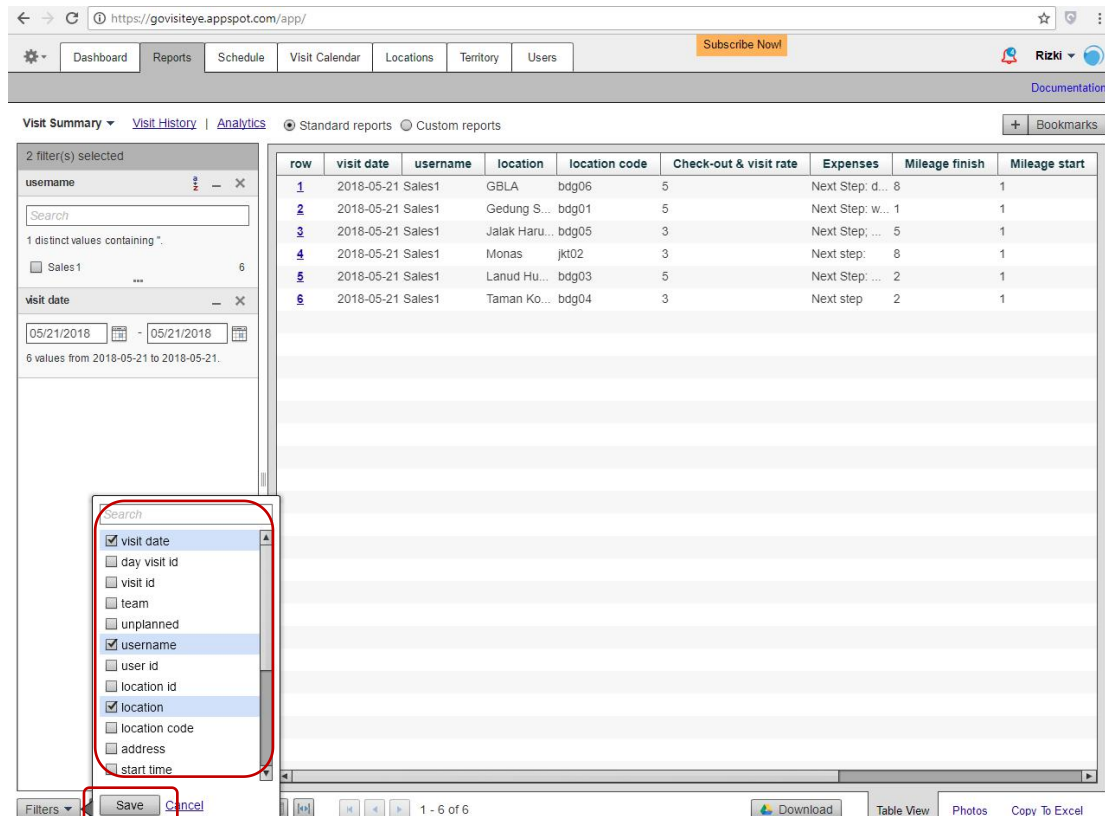 https://govisiteye.appspot.com/app/
Dashboard Reports Schedule Visit Calendar Locations Territory Users Subscribe Now! Rizki
Documentation
Visit Summary Visit History | Analytics Standard reports Custom reports + Bookmarks
2 filter(s) selected
username
Search
1 distinct values containing ''.
Sales1 6
visit date
05/21/2018 - 05/21/2018
6 values from 2018-05-21 to 2018-05-21.
row visit date username location location code Check-out & visit rate Expenses Mileage finish Mileage start
1 2018-05-21 Sales1 GBLA bdg06 5 Next Step: d... 8 1
2 2018-05-21 Sales1 Gedung S... bdg01 5 Next Step: w... 1 1
3 2018-05-21 Sales1 Jalak Haru... bdg05 3 Next Step; ... 5 1
4 2018-05-21 Sales1 Monas jkt02 3 Next step: 8 1
5 2018-05-21 Sales1 Lanud Hu... bdg03 5 Next Step: ... 2 1
6 2018-05-21 Sales1 Taman Ko... bdg04 3 Next step 2 1
Search
visit date
day visit id
visit id
team
unplanned
username
user id
location id
location
location code
address
start time
Save Cancel
Filters 1 - 6 of 6 Download Table View Photos Copy To Excel